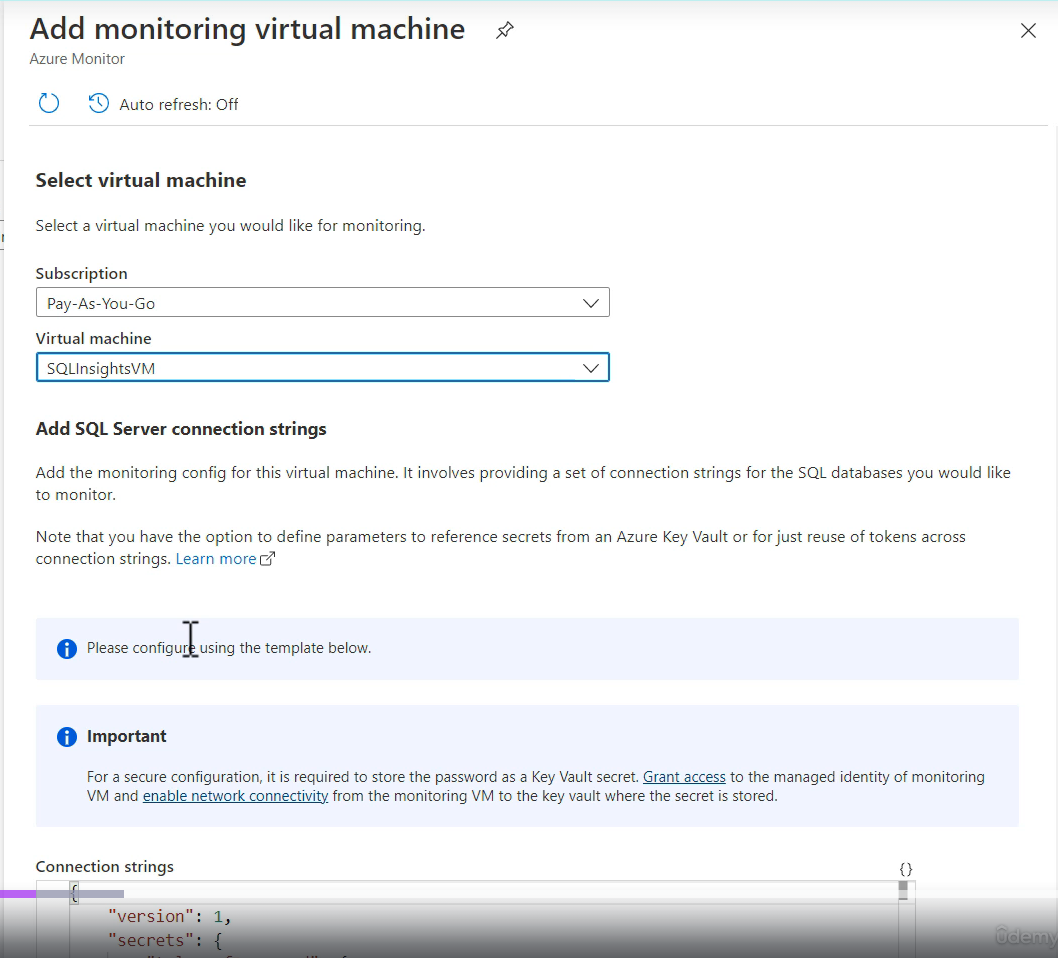 Add monitoring virtual machine
Azure Monitor
Auto refresh: Off
Select virtual machine
Select a virtual machine you would like for monitoring.
Subscription
Pay-As-You-Go
Virtual machine
SQLInsightsVM
Add SQL Server connection strings
Add the monitoring config for this virtual machine. It involves providing a set of connection strings for the SQL databases you would like
to monitor.
Note that you have the option to define parameters to reference secrets from an Azure Key Vault or for just reuse of tokens across
connection strings. Learn more
Please configure using the template below.
Important
For a secure configuration, it is required to store the password as a Key Vault secret. Grant access to the managed identity of monitoring
VM and enable network connectivity from the monitoring VM to the key vault where the secret is stored.
Connection strings
{}
{
"version": 1,
"secrets": {
ûdemy